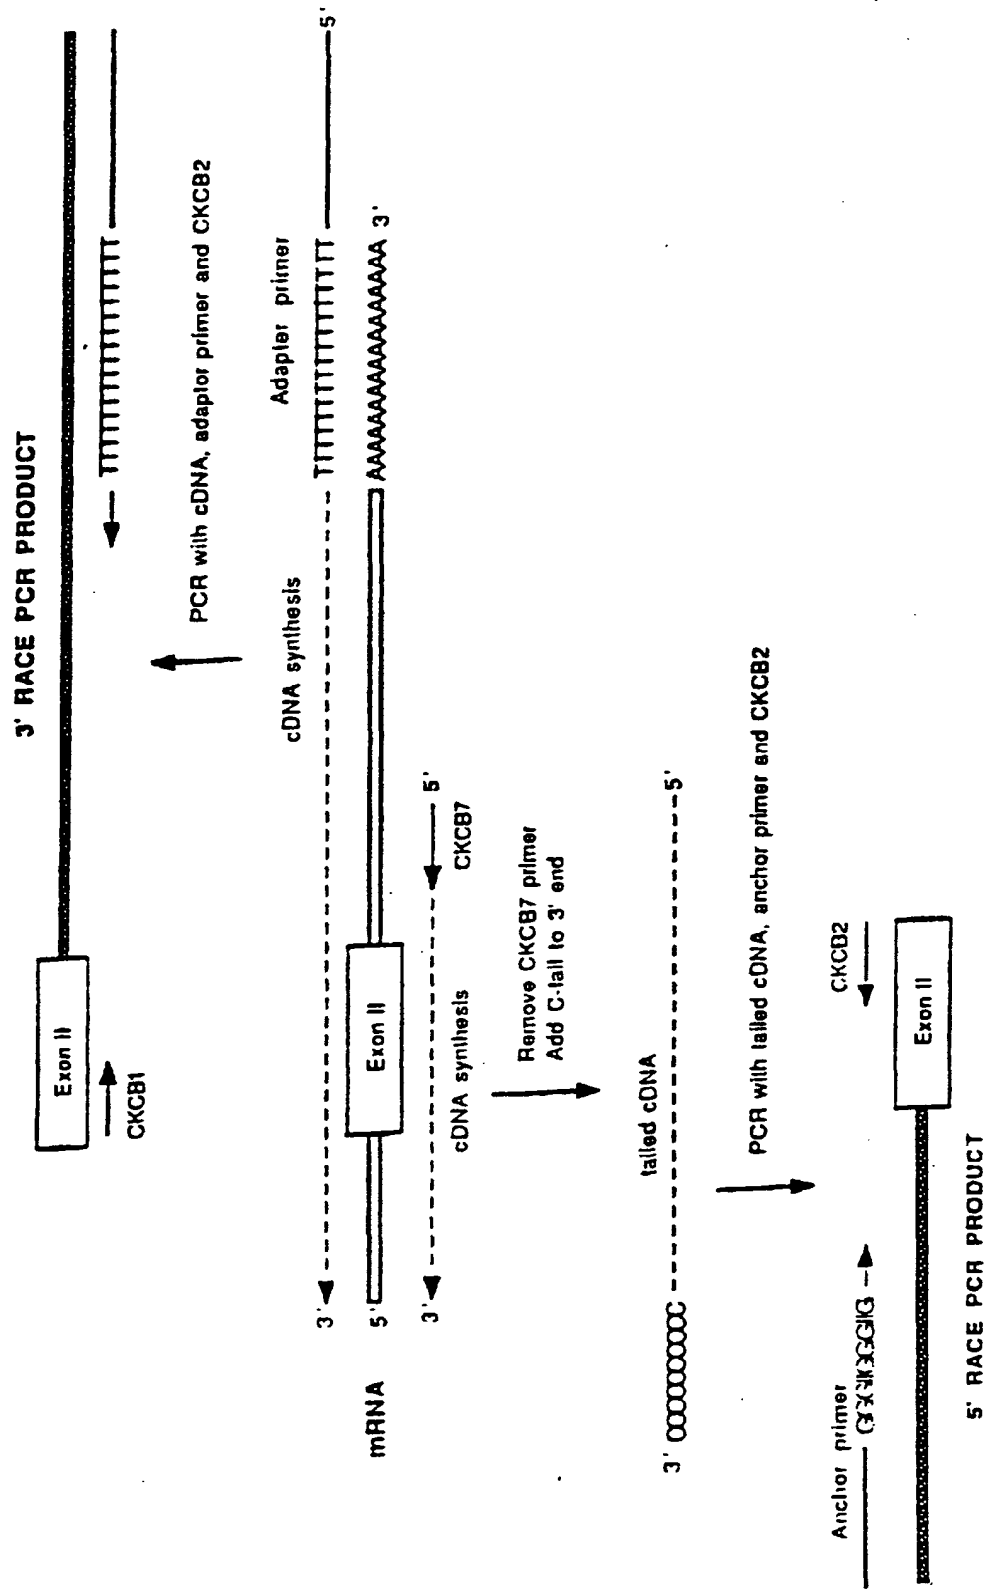 3' RACE PCR PRODUCT
Exon II
CKCB1
TTTTTTTTTTTTTT
PCR with cDNA, adaptor primer and CKCB2
cDNA synthesis
Adapter primer
3'
TTTTTTTTTTTTTTT
5'
mRNA
5'
Exon II
AAAAAAAAAAAAAAAA 3'
3'
5'
cDNA synthesis
CKCB7
Remove CKCB7 primer
Add C-tail to 3' end
tailed cDNA
3' CCCCCCCCCCC
5'
PCR with tailed cDNA, anchor primer and CKCB2
Anchor primer
CKCB2
Exon II
5' RACE PCR PRODUCT